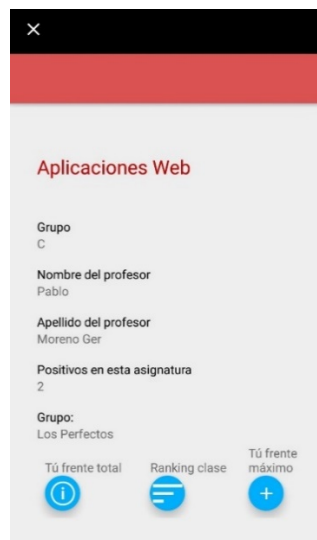 Aplicaciones Web
Grupo
C
Nombre del profesor
Pablo
Apellido del profesor
Moreno Ger
Positivos en esta asignatura
2
Grupo:
Los Perfectos
Tú frente total
Ranking clase
Tú frente
máximo